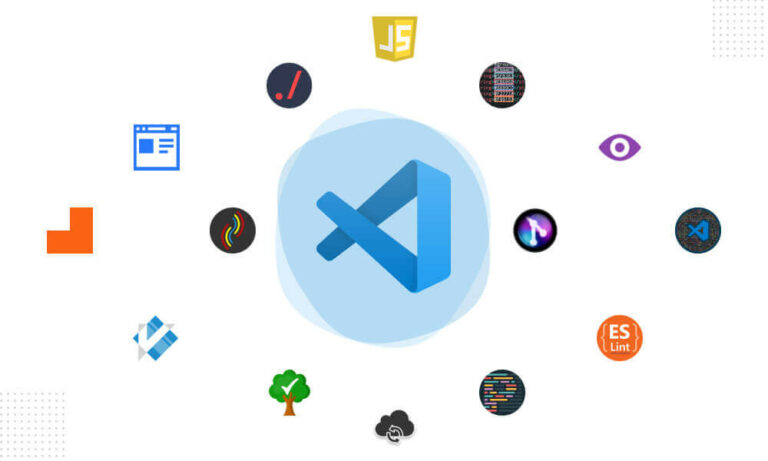 JS
./
{ES}
Lint